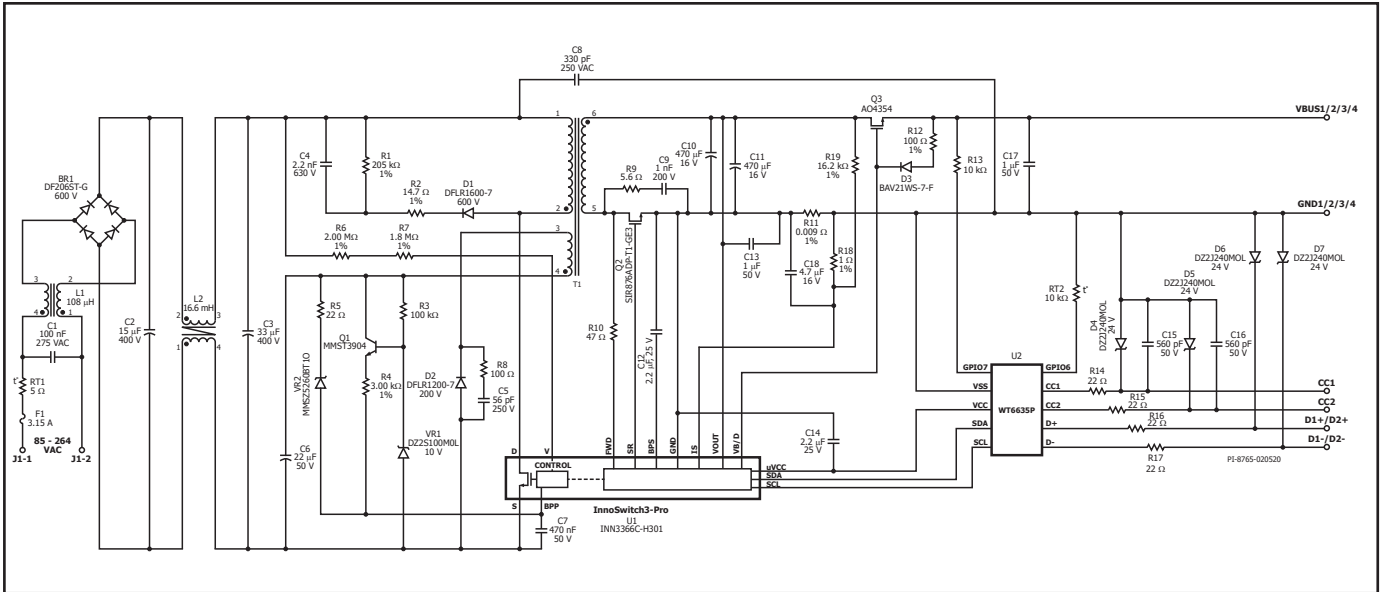 C8
330 pF
250 VAC
Q3
AO4354
VBUS1/2/3/4
1
6
C4
2.2 nF
630 V
R1
205 kΩ
1%
R2
14.7 Ω
1%
D1
DFLR1600-7
600 V
2
5
R9
5.6 Ω
C9
1 nF
200 V
C10
470 µF
16 V
C11
470 µF
16 V
R19
16.2 kΩ
1%
R12
100 Ω
1%
D3
BAV21WS-7-F
R13
10 kΩ
C17
1 µF
50 V
GND1/2/3/4
BR1
DF206ST-G
600 V
R6
2.00 MΩ
1%
R7
1.8 MΩ
1%
3
4
T1
Q2
SIR876ADP-T1-GE3
R11
0.009 Ω
1%
R18
1 Ω
1%
C13
1 µF
50 V
C18
4.7 µF
16 V
D6
DZ2J240MOL
24 V
D7
DZ2J240MOL
24 V
D5
DZ2J240MOL
24 V
3
2
4
1
L1
108 µH
C1
100 nF
275 VAC
C2
15 µF
400 V
L2
16.6 mH
2
3
1
4
C3
33 µF
400 V
R5
22 Ω
R3
100 kΩ
Q1
MMST3904
VR2
MMSZ5260BT1O
R4
3.00 kΩ
1%
D2
DFLR1200-7
200 V
R8
100 Ω
C5
56 pF
250 V
R10
47 Ω
C12
2.2 µF, 25 V
RT2
10 kΩ
t°
D4
DZ2J240MOL
24 V
C15
560 pF
50 V
C16
560 pF
50 V
t°
RT1
5 Ω
F1
3.15 A
85 - 264
VAC
J1-1
J1-2
C6
22 µF
50 V
VR1
DZ2S100M0L
10 V
U2
WT6635P
GPIO7
VSS
VCC
SDA
SCL
GPIO6
CC1
CC2
D+
D-
R14
22 Ω
R15
22 Ω
R16
22 Ω
R17
22 Ω
CC1
CC2
D1+/D2+
D1-/D2-
PI-8765-020520
C14
2.2 µF
25 V
D
V
FWD
SR
BPS
GND
IS
VOUT
VB/D
CONTROL
uVCC
SDA
SCL
S
BPP
InnoSwitch3-Pro
U1
INN3366C-H301
C7
470 nF
50 V